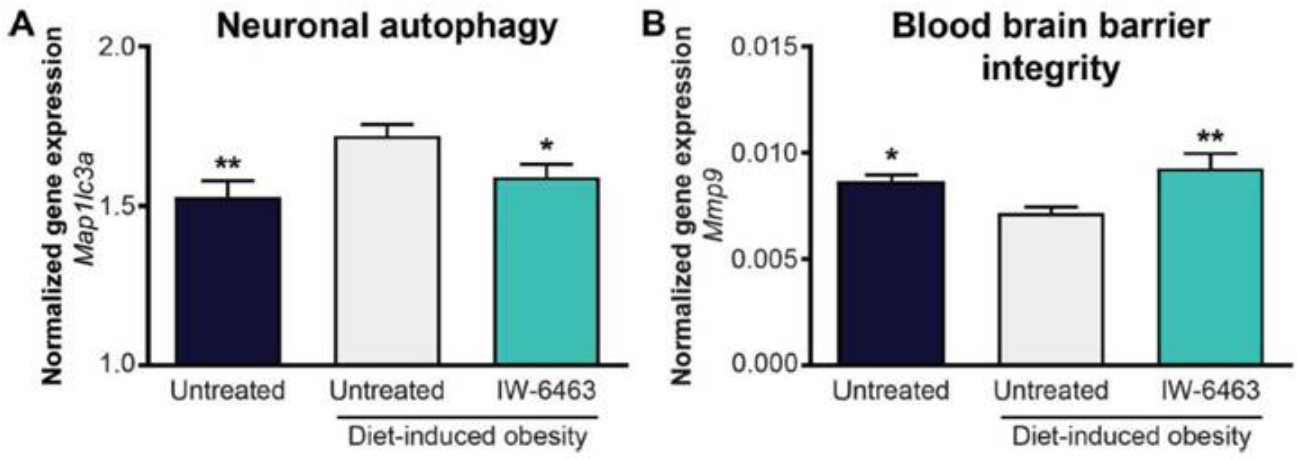 A
Neuronal autophagy
Normalized gene expression
Map1lc3a
2.0
1.5
1.0
**
*
Untreated
Untreated
IW-6463
Diet-induced obesity
B
Blood brain barrier
integrity
Normalized gene expression
Mmp9
0.015
0.010
0.005
0.000
*
**
Untreated
Untreated
IW-6463
Diet-induced obesity